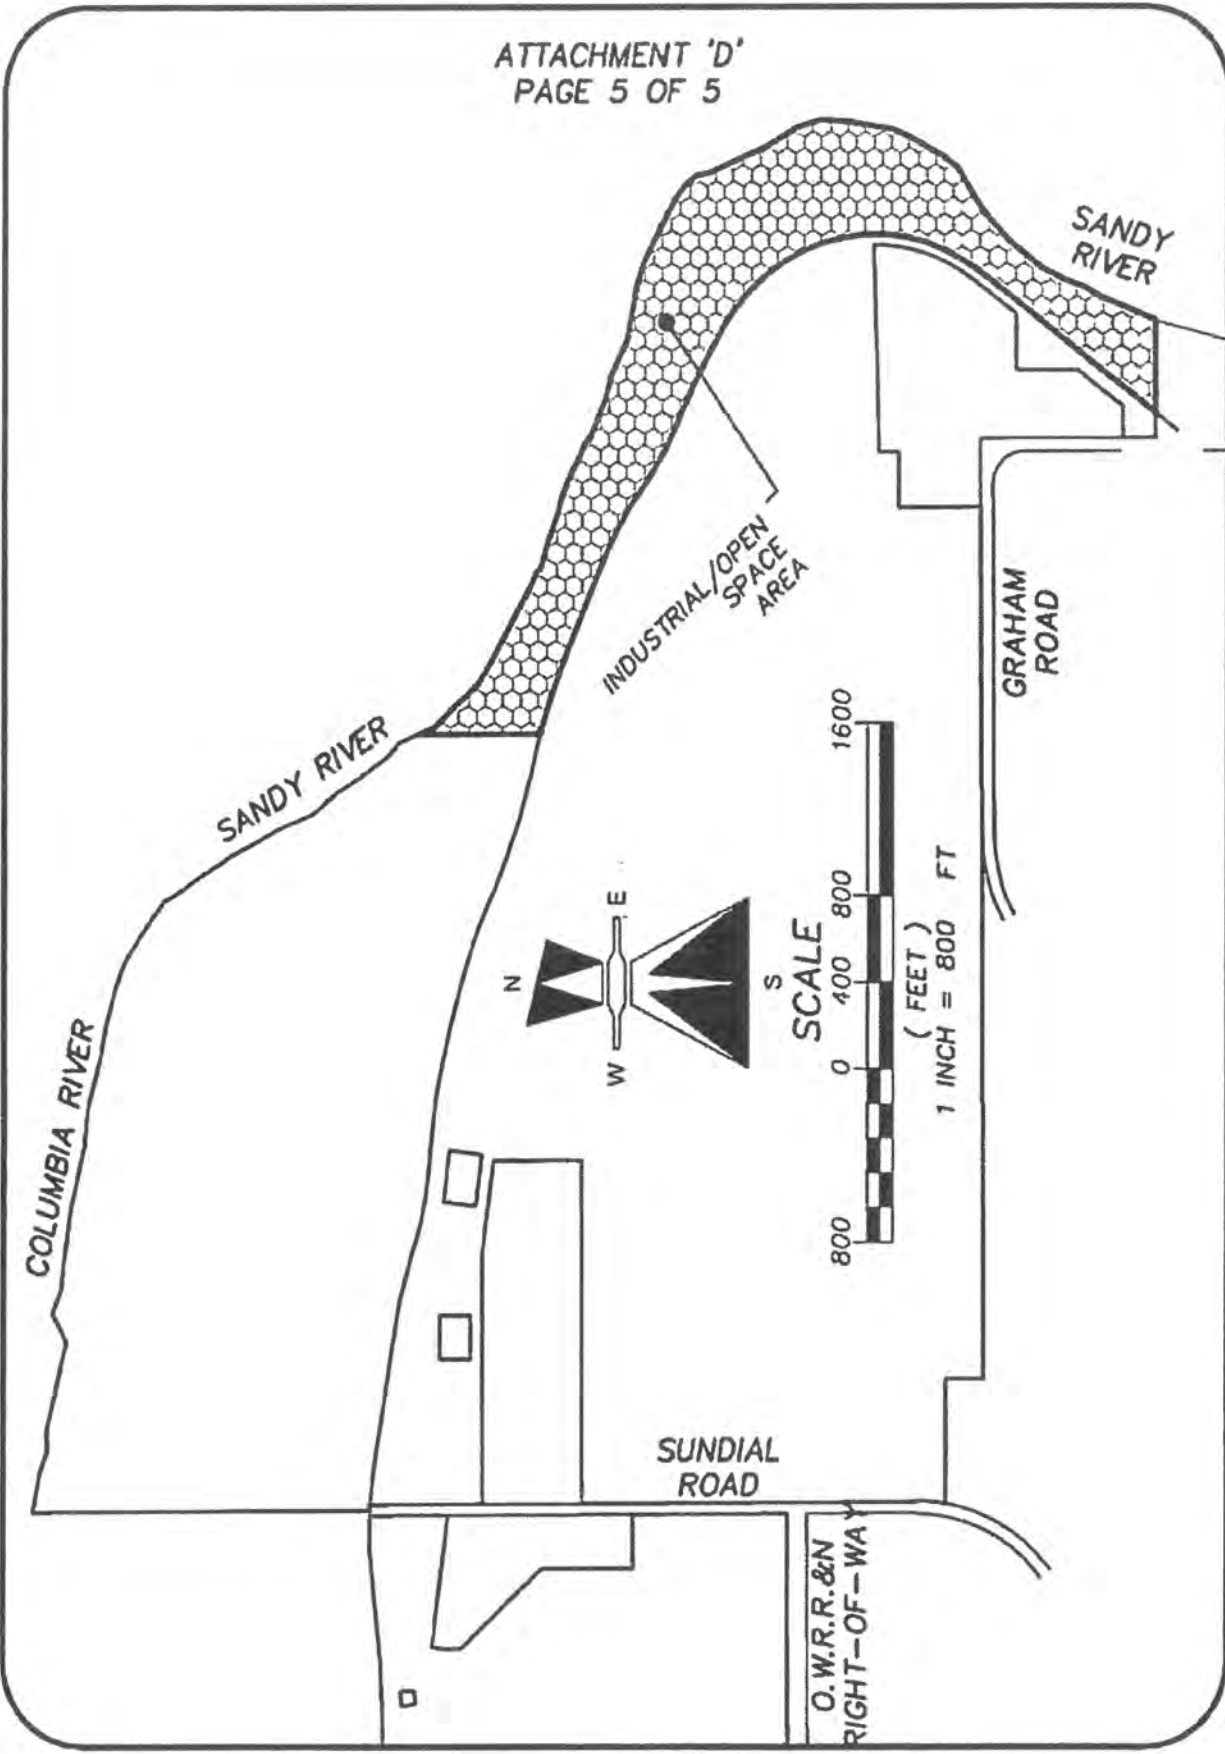 ATTACHMENT 'D'
PAGE 5 OF 5
SANDY
RIVER
INDUSTRIAL/OPEN
SPACE
AREA
GRAHAM
ROAD
SANDY RIVER
COLUMBIA RIVER
N
W
E
S
SCALE
800
0
400
800
1600
( FEET )
1 INCH = 800 FT
SUNDIAL
ROAD
O.W.R.R.&N
RIGHT-OF-WAY